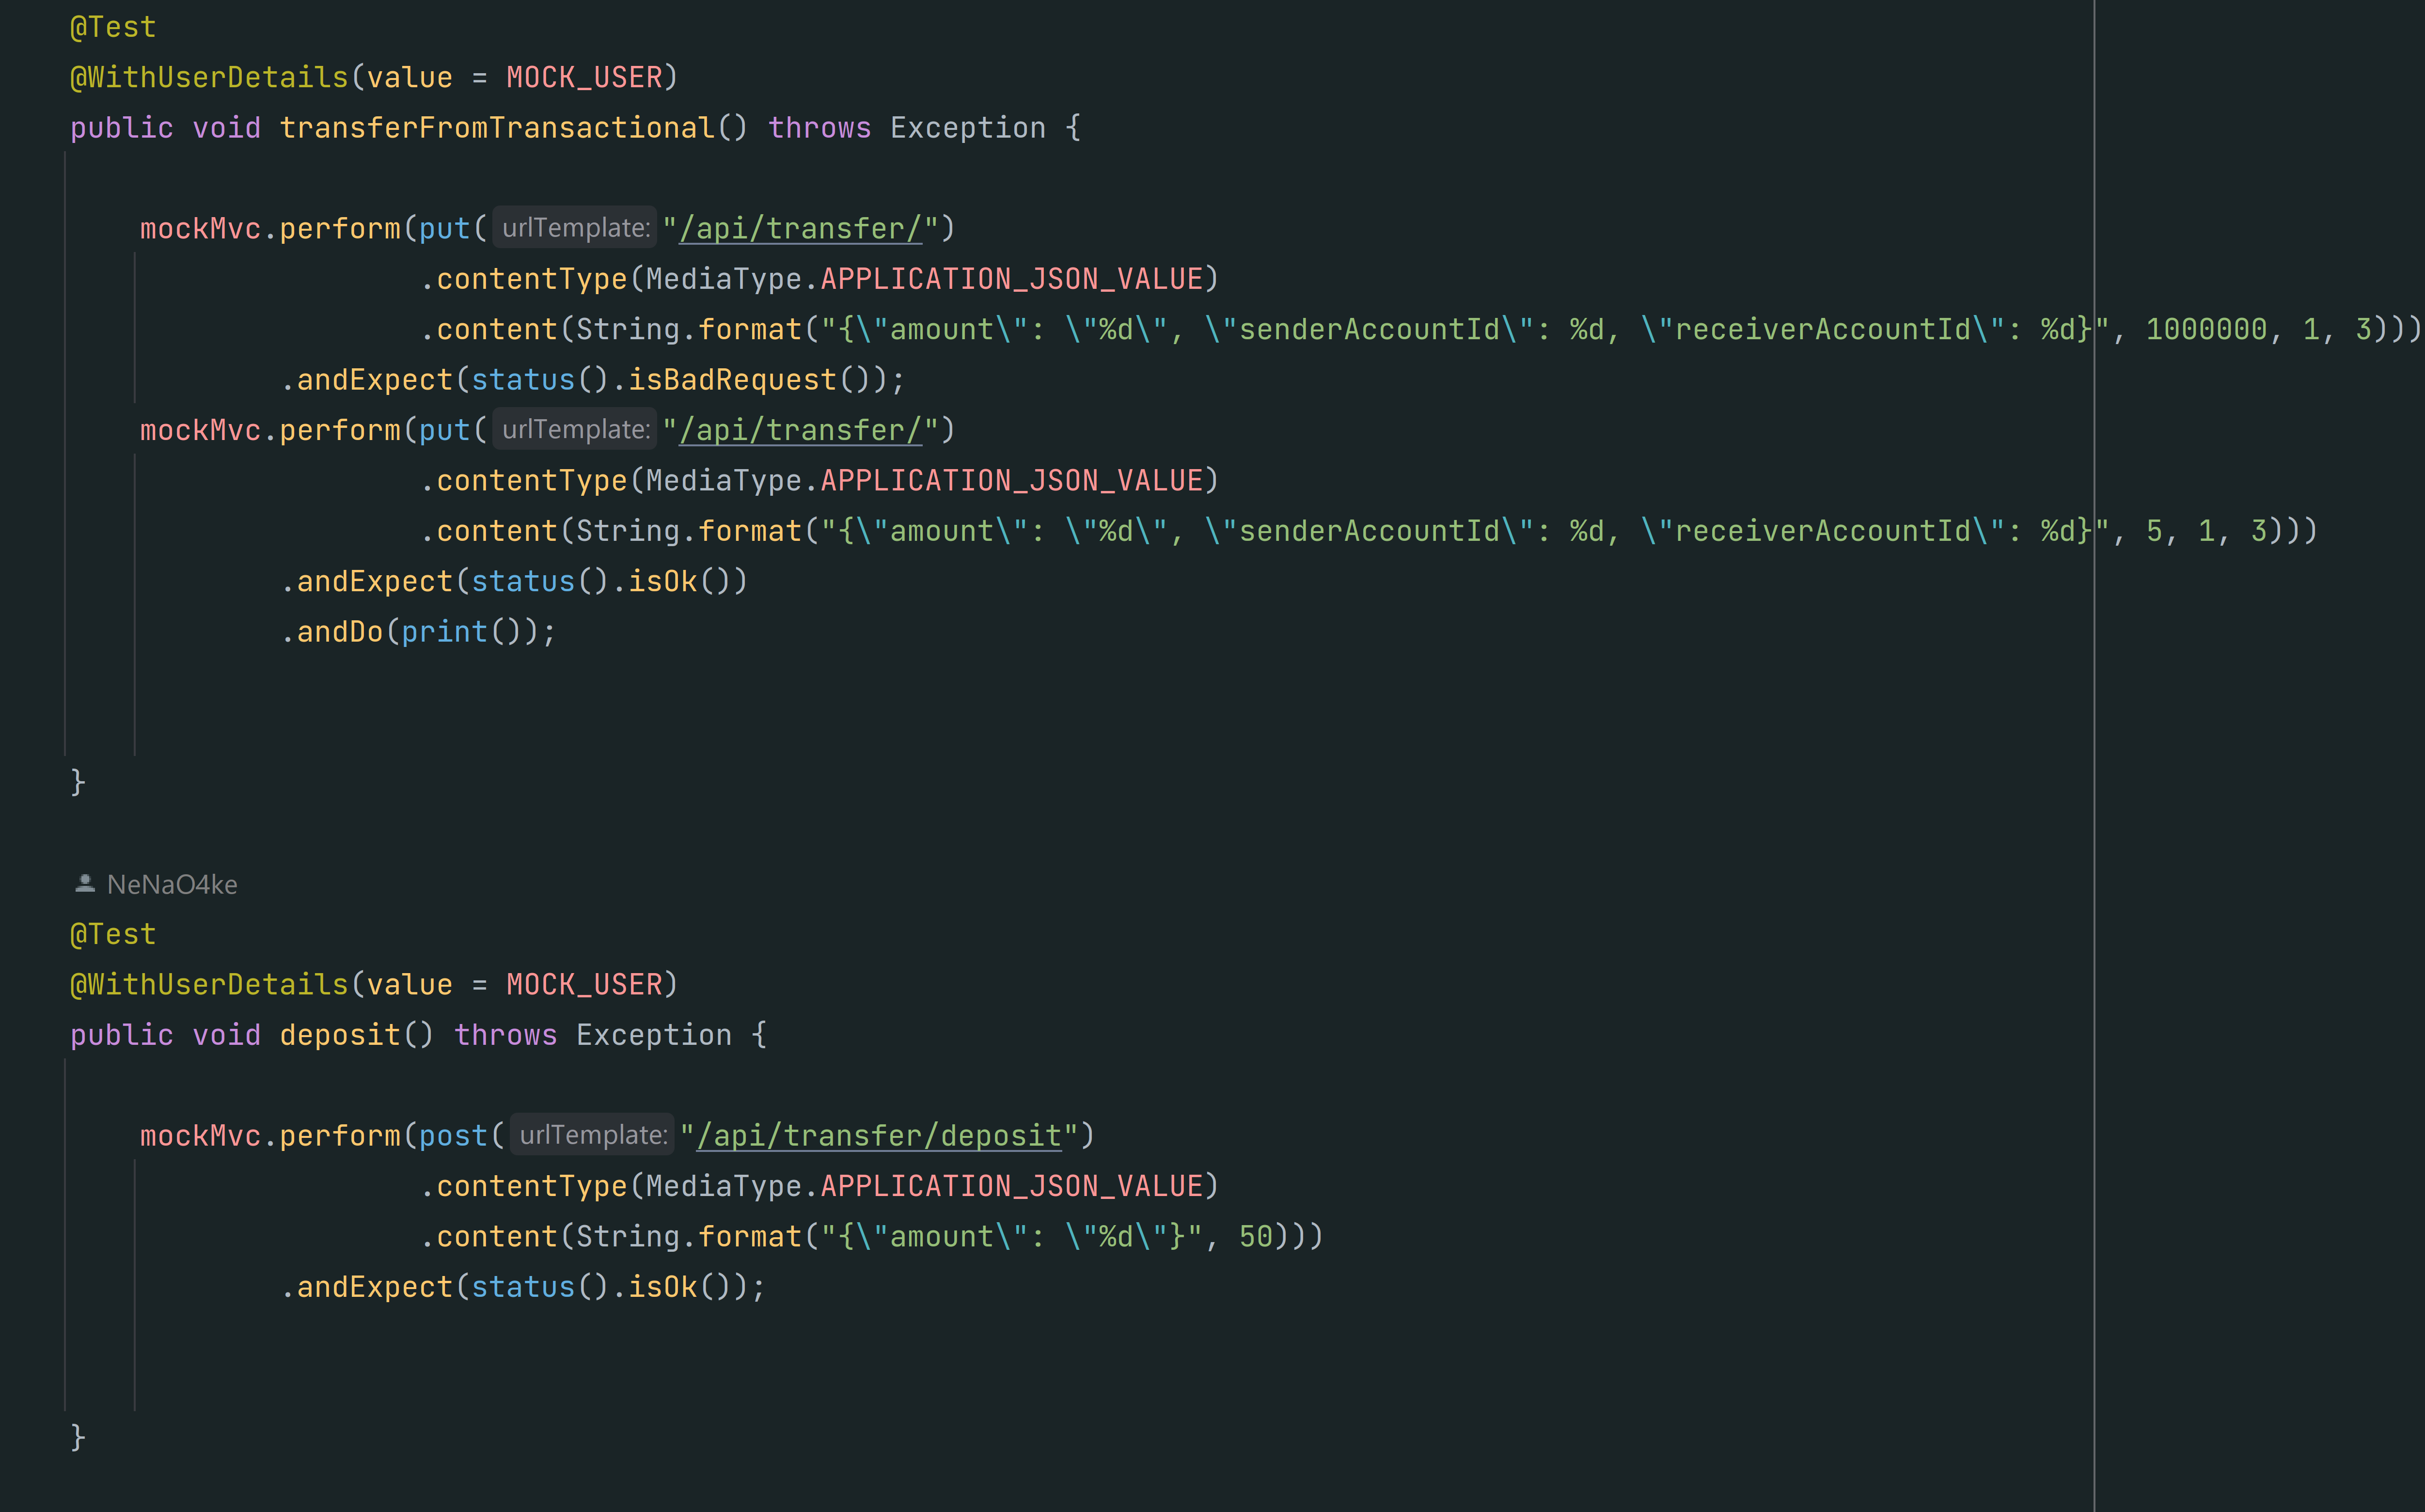 @Test
@WithUserDetails(value = MOCK_USER)
public void transferFromTransactional() throws Exception {
mockMvc.perform(put( urlTemplate: "/api/transfer/")
.contentType(MediaType.APPLICATION_JSON_VALUE)
.content(String.format("{\"amount\": \"%d\", \"senderAccountId\": %d, \"receiverAccountId\": %d}", 1000000, 1, 3)))
.andExpect(status().isBadRequest());
mockMvc.perform(put( urlTemplate: "/api/transfer/")
.contentType(MediaType.APPLICATION_JSON_VALUE)
.content(String.format("{\"amount\": \"%d\", \"senderAccountId\": %d, \"receiverAccountId\": %d}", 5, 1, 3)))
.andExpect(status().isOk())
.andDo(print());
}
NeNaO4ke
@Test
@WithUserDetails(value = MOCK_USER)
public void deposit() throws Exception {
mockMvc.perform(post( urlTemplate: "/api/transfer/deposit")
.contentType(MediaType.APPLICATION_JSON_VALUE)
.content(String.format("{\"amount\": \"%d\"}", 50)))
.andExpect(status().isOk());
}